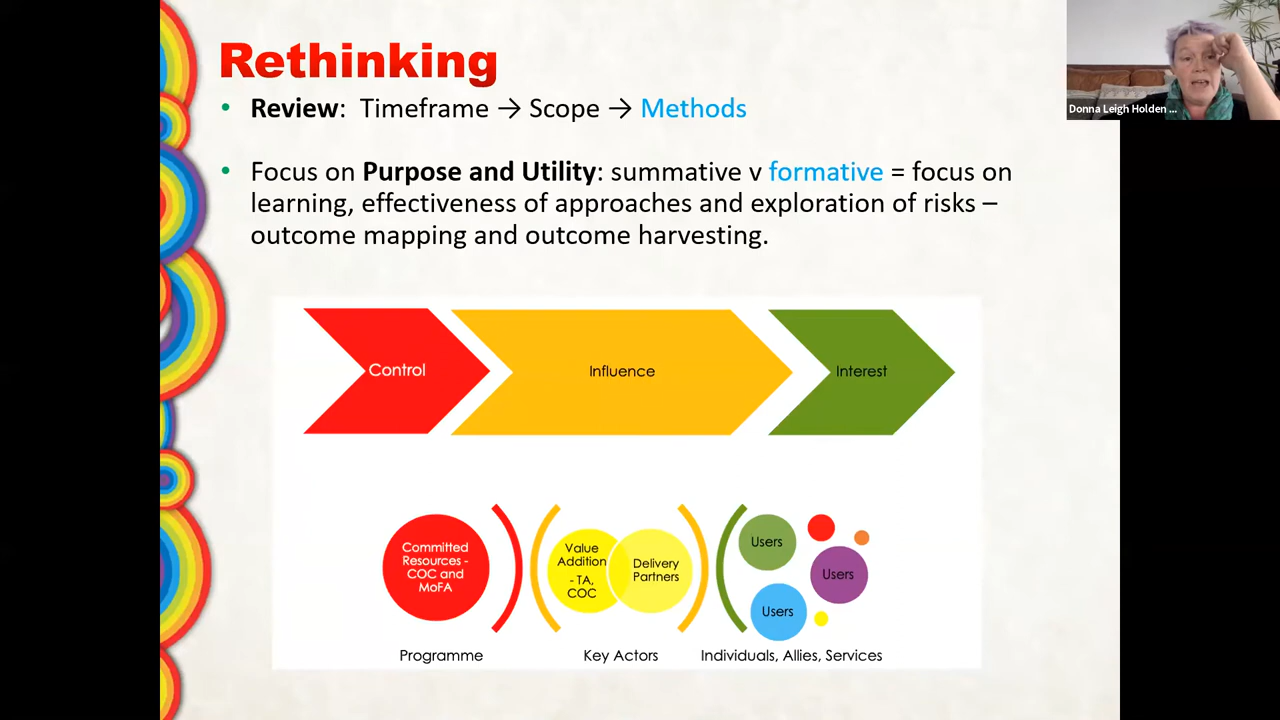 Rethinking
• Review: Timeframe → Scope → Methods
• Focus on Purpose and Utility: summative v formative = focus on
learning, effectiveness of approaches and exploration of risks –
outcome mapping and outcome harvesting.
Donna Leigh Holden ...
Control
Influence
Interest
Committed
Resources -
COC and
MoFA
Value
Addition
- TA,
COC
Delivery
Partners
Users
Users
Users
Programme
Key Actors
Individuals, Allies, Services